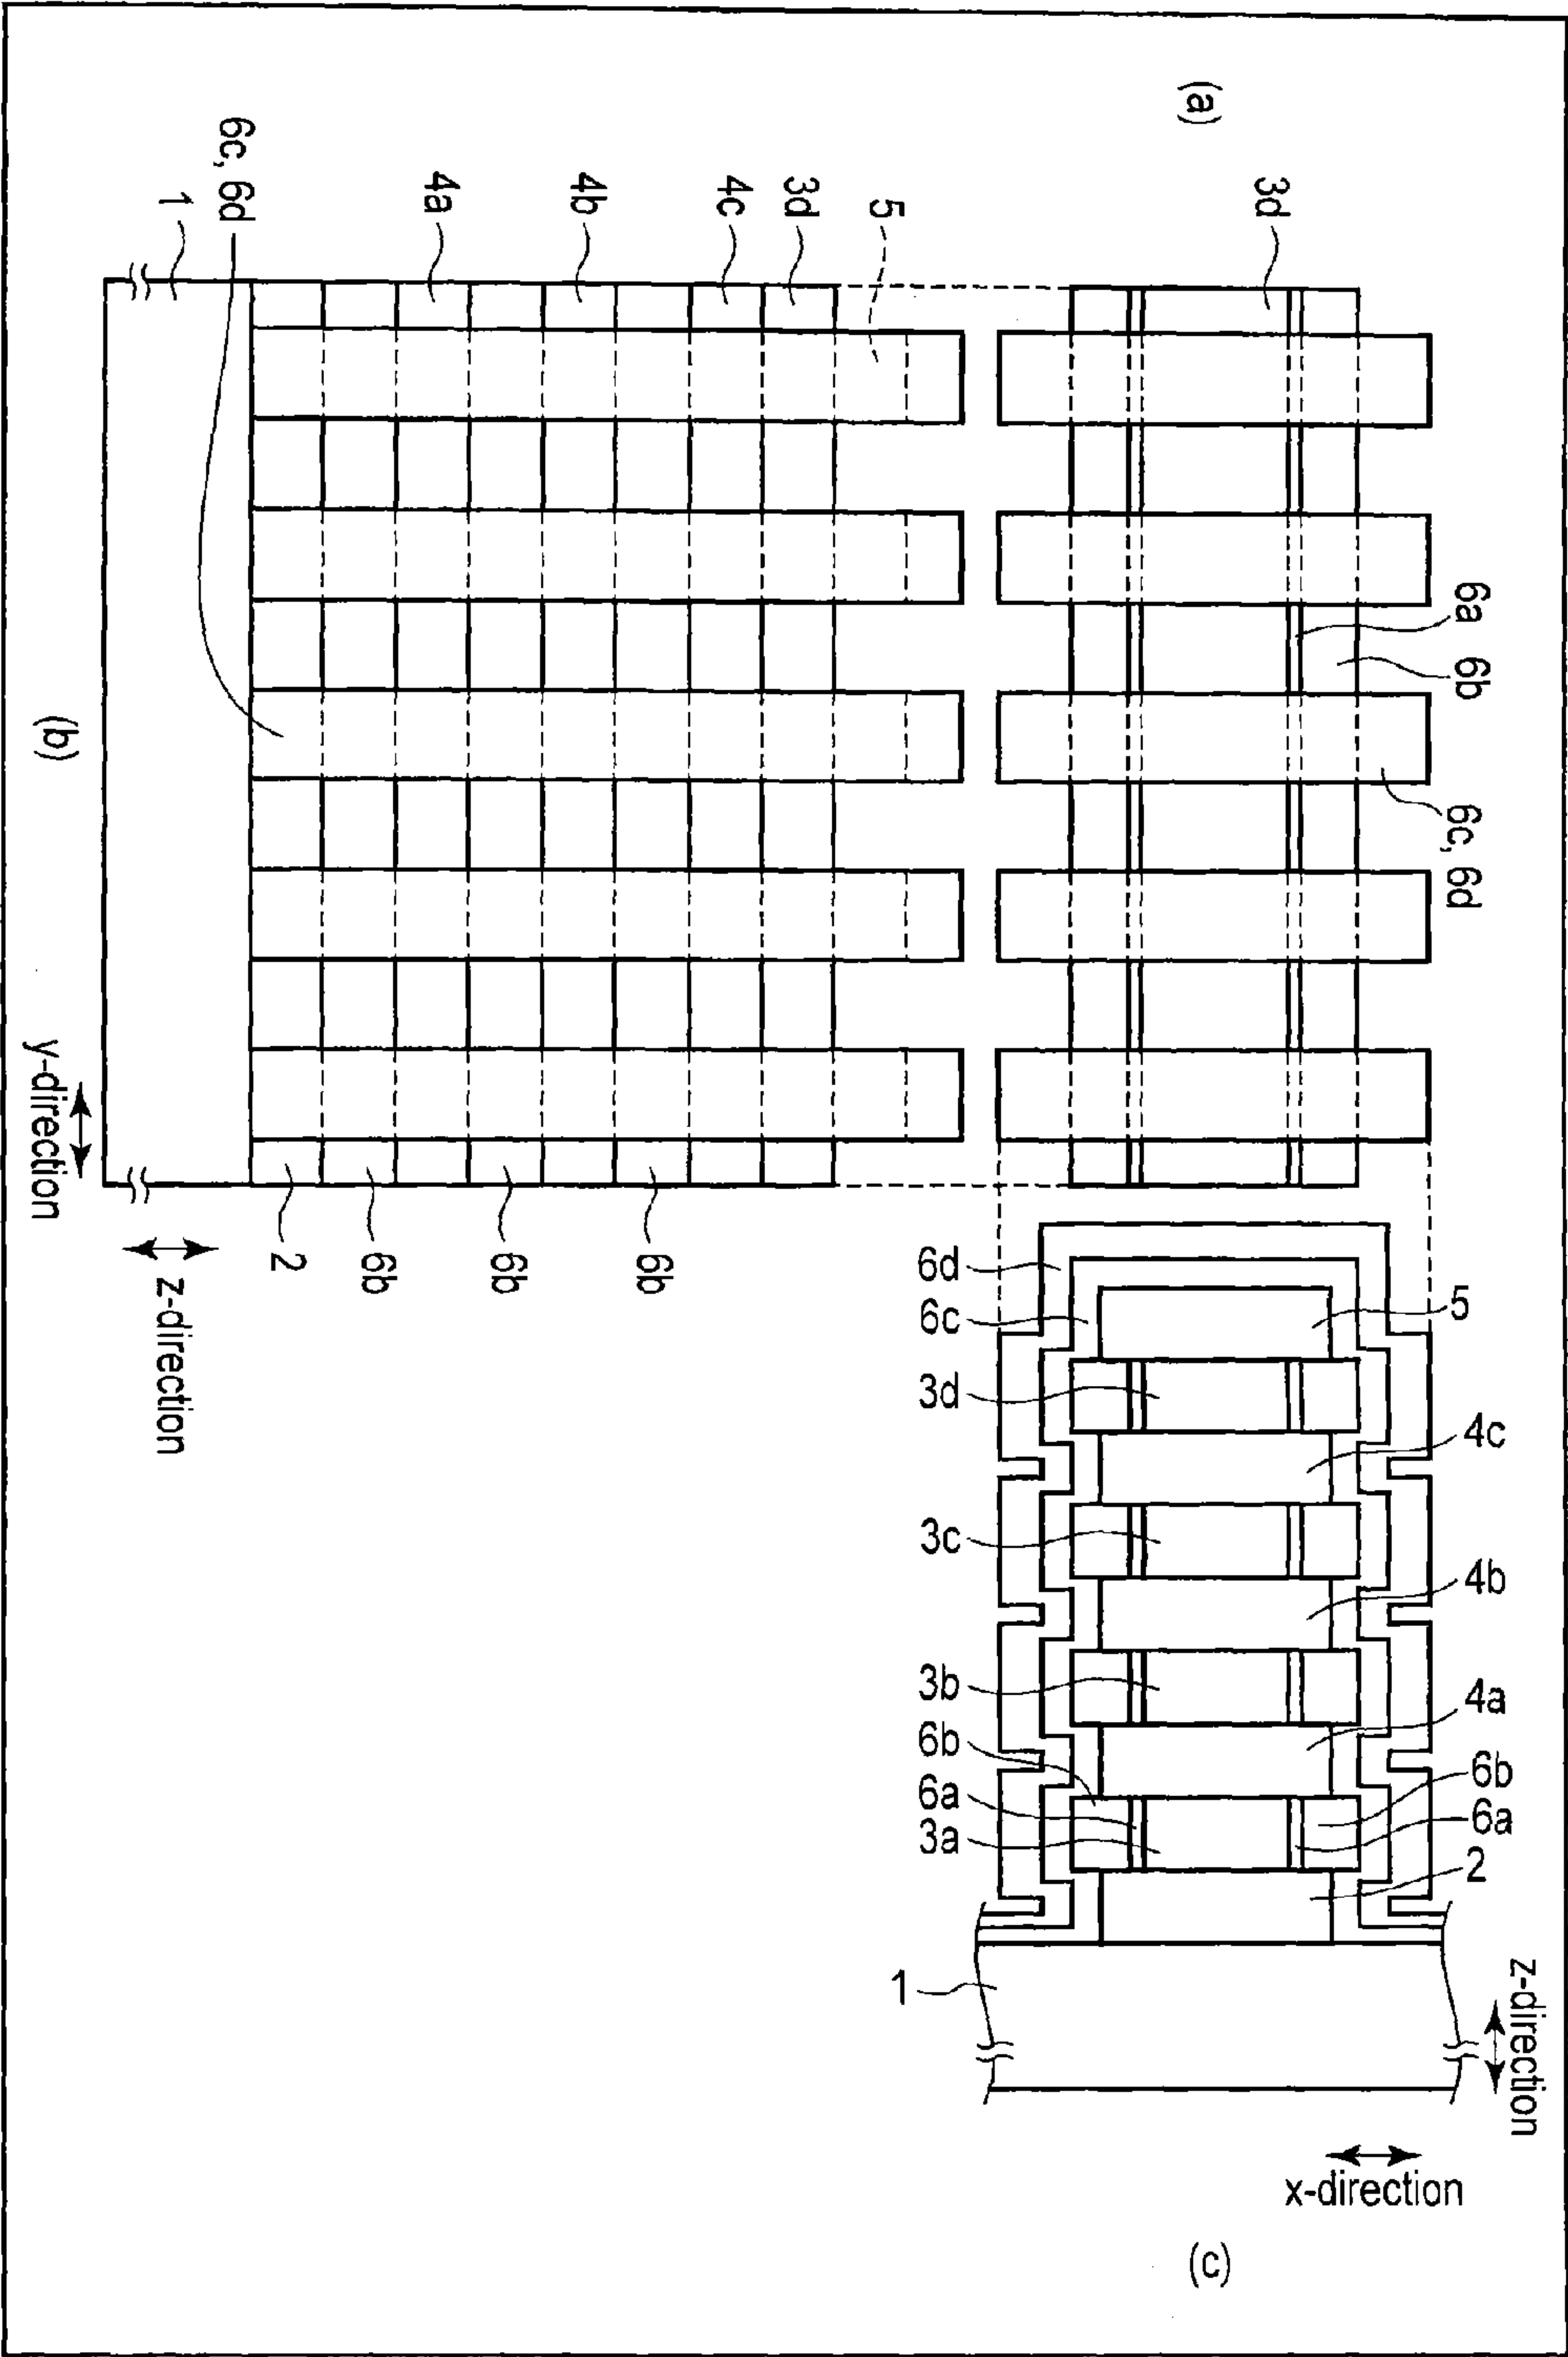 (a)
3d
6a
6b
6c, 6d
5
3d
4c
4b
4a
6c, 6d
1
2
6b
6b
6b
(b)
y-direction
z-direction
6d
6c
3d
3c
3b
6b
6a
3a
1
5
4c
4b
4a
6b
6a
2
z-direction
x-direction
(c)